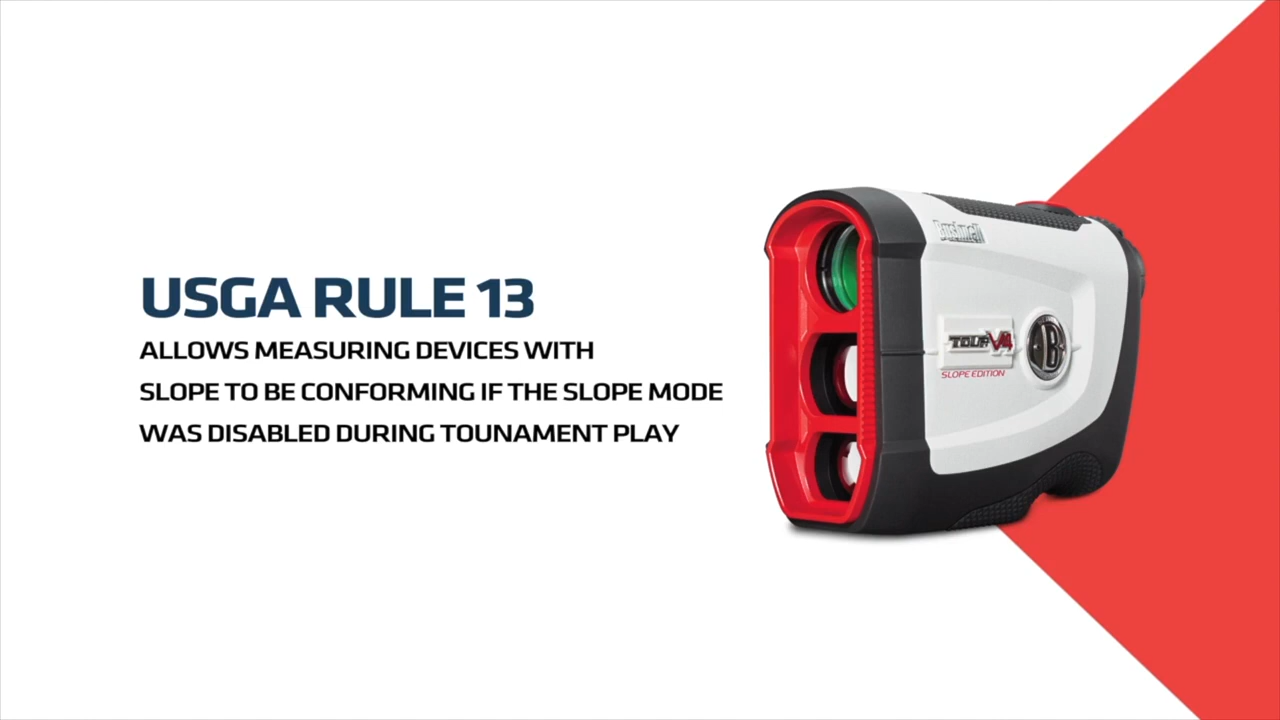 USGA RULE 13
ALLOWS MEASURING DEVICES WITH
SLOPE TO BE CONFORMING IF THE SLOPE MODE
WAS DISABLED DURING TOUNAMENT PLAY
Bushnell
TOUR V4
SLOPE EDITION
B